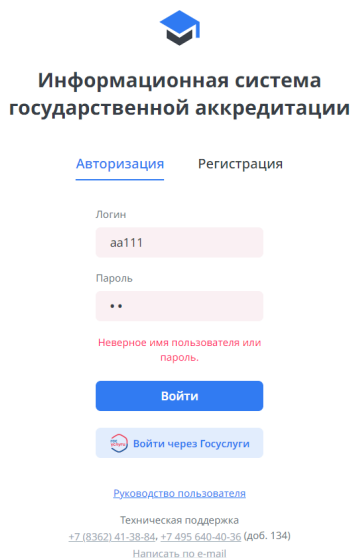 Информационная система
государственной аккредитации
Авторизация Регистрация
Логин
aa111
Пароль
Неверное имя пользователя или
пароль.
Войти
Войти через Госуслуги
Руководство пользователя
Техническая поддержка
+7 (8362) 41-38-84, +7 495 640-40-36 (доб. 134)
Написать по e-mail